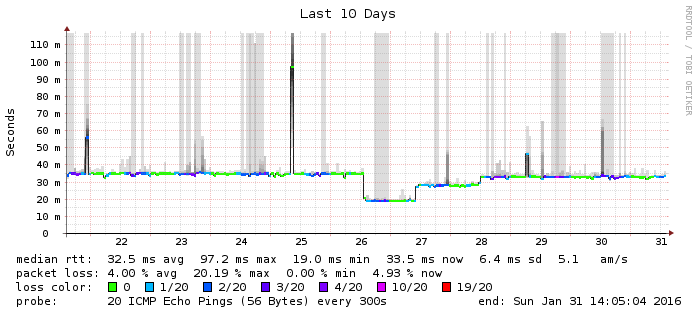 Last 10 Days
RRDTOOL / TOBI OETIKER
Seconds
110 m
100 m
90 m
80 m
70 m
60 m
50 m
40 m
30 m
20 m
10 m
0
22 23 24 25 26 27 28 29 30 31
median rtt: 32.5 ms avg 97.2 ms max 19.0 ms min 33.5 ms now 6.4 ms sd 5.1 am/s
packet loss: 4.00 % avg 20.19 % max 0.00 % min 4.93 % now
loss color: 0 1/20 2/20 3/20 4/20 10/20 19/20
probe: 20 ICMP Echo Pings (56 Bytes) every 300s end: Sun Jan 31 14:05:04 2016